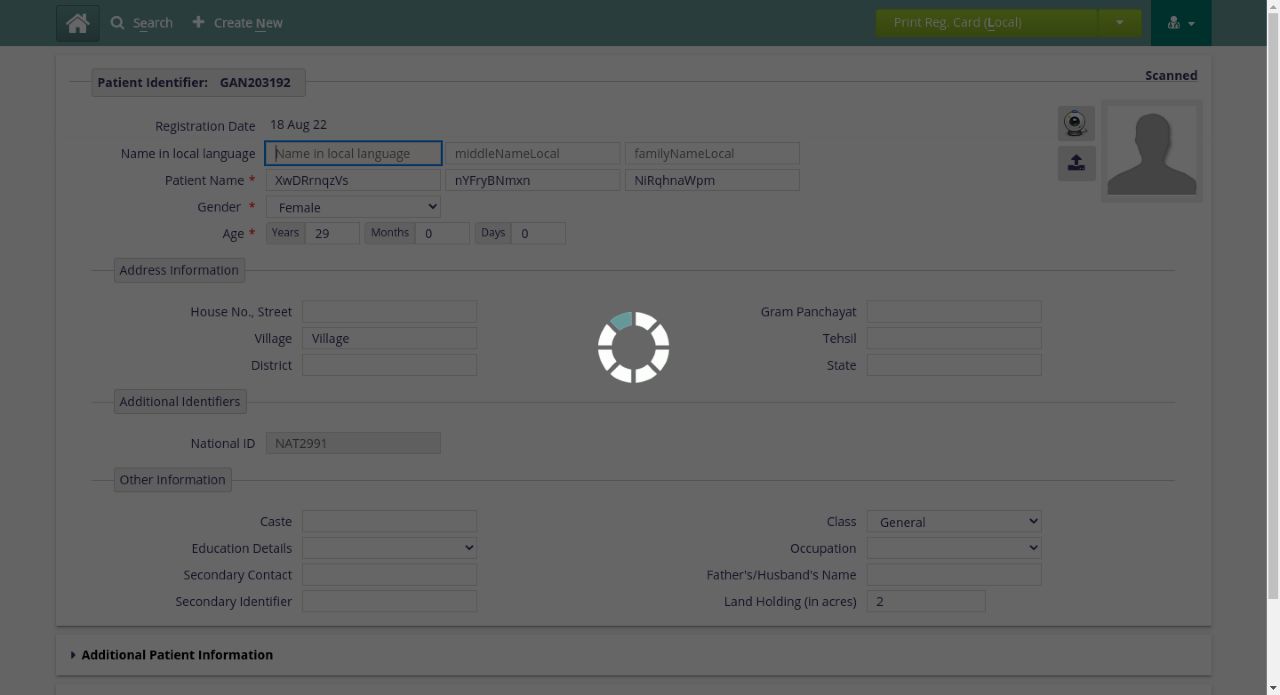 Search Create New Print Reg. Card (Local)
Patient Identifier: GAN203192 Scanned
Registration Date 18 Aug 22
Name in local language Name in local language middleNameLocal familyNameLocal
Patient Name * XwDRrnqzVs nYFryBNmxn NiRqhnaWpm
Gender * Female
Age * Years 29 Months 0 Days 0
Address Information
House No., Street Gram Panchayat
Village Village Tehsil
District State
Additional Identifiers
National ID NAT2991
Other Information
Caste Class General
Education Details Occupation
Secondary Contact Father's/Husband's Name
Secondary Identifier Land Holding (in acres) 2
Additional Patient Information